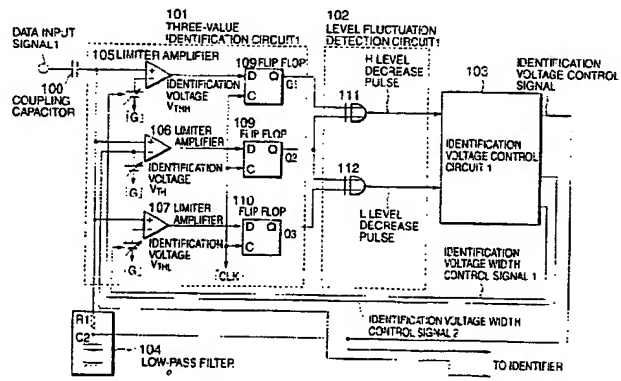 101
THREE-VALUE
IDENTIFICATION CIRCUIT1
102
LEVEL FLUCTUATION
DETECTION CIRCUIT1
DATA INPUT
SIGNAL1
100
COUPLING
CAPACITOR
105 LIMITER AMPLIFIER
109 FLIP FLOP
D Q
C
Q1
IDENTIFICATION
VOLTAGE
VTHH
G
H LEVEL
DECREASE
PULSE
111
103
IDENTIFICATION
VOLTAGE CONTROL
SIGNAL
106 LIMITER
AMPLIFIER
109
FLIP FLOP
D Q
C
Q2
IDENTIFICATION
VOLTAGE
VTH
G
IDENTIFICATION
VOLTAGE CONTROL
CIRCUIT 1
112
107 LIMITER
AMPLIFIER
110
FLIP FLOP
D Q
C
Q3
IDENTIFICATION
VOLTAGE
VTHL
G
CLK
L LEVEL
DECREASE
PULSE
IDENTIFICATION
VOLTAGE WIDTH
CONTROL SIGNAL 1
IDENTIFICATION VOLTAGE WIDTH
CONTROL SIGNAL 2
R1
C2
104
LOW-PASS FILTER
TO IDENTIFIER